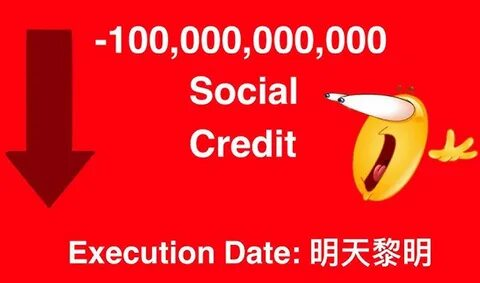 -100,000,000,000
Social
Credit
Execution Date: 明天黎明